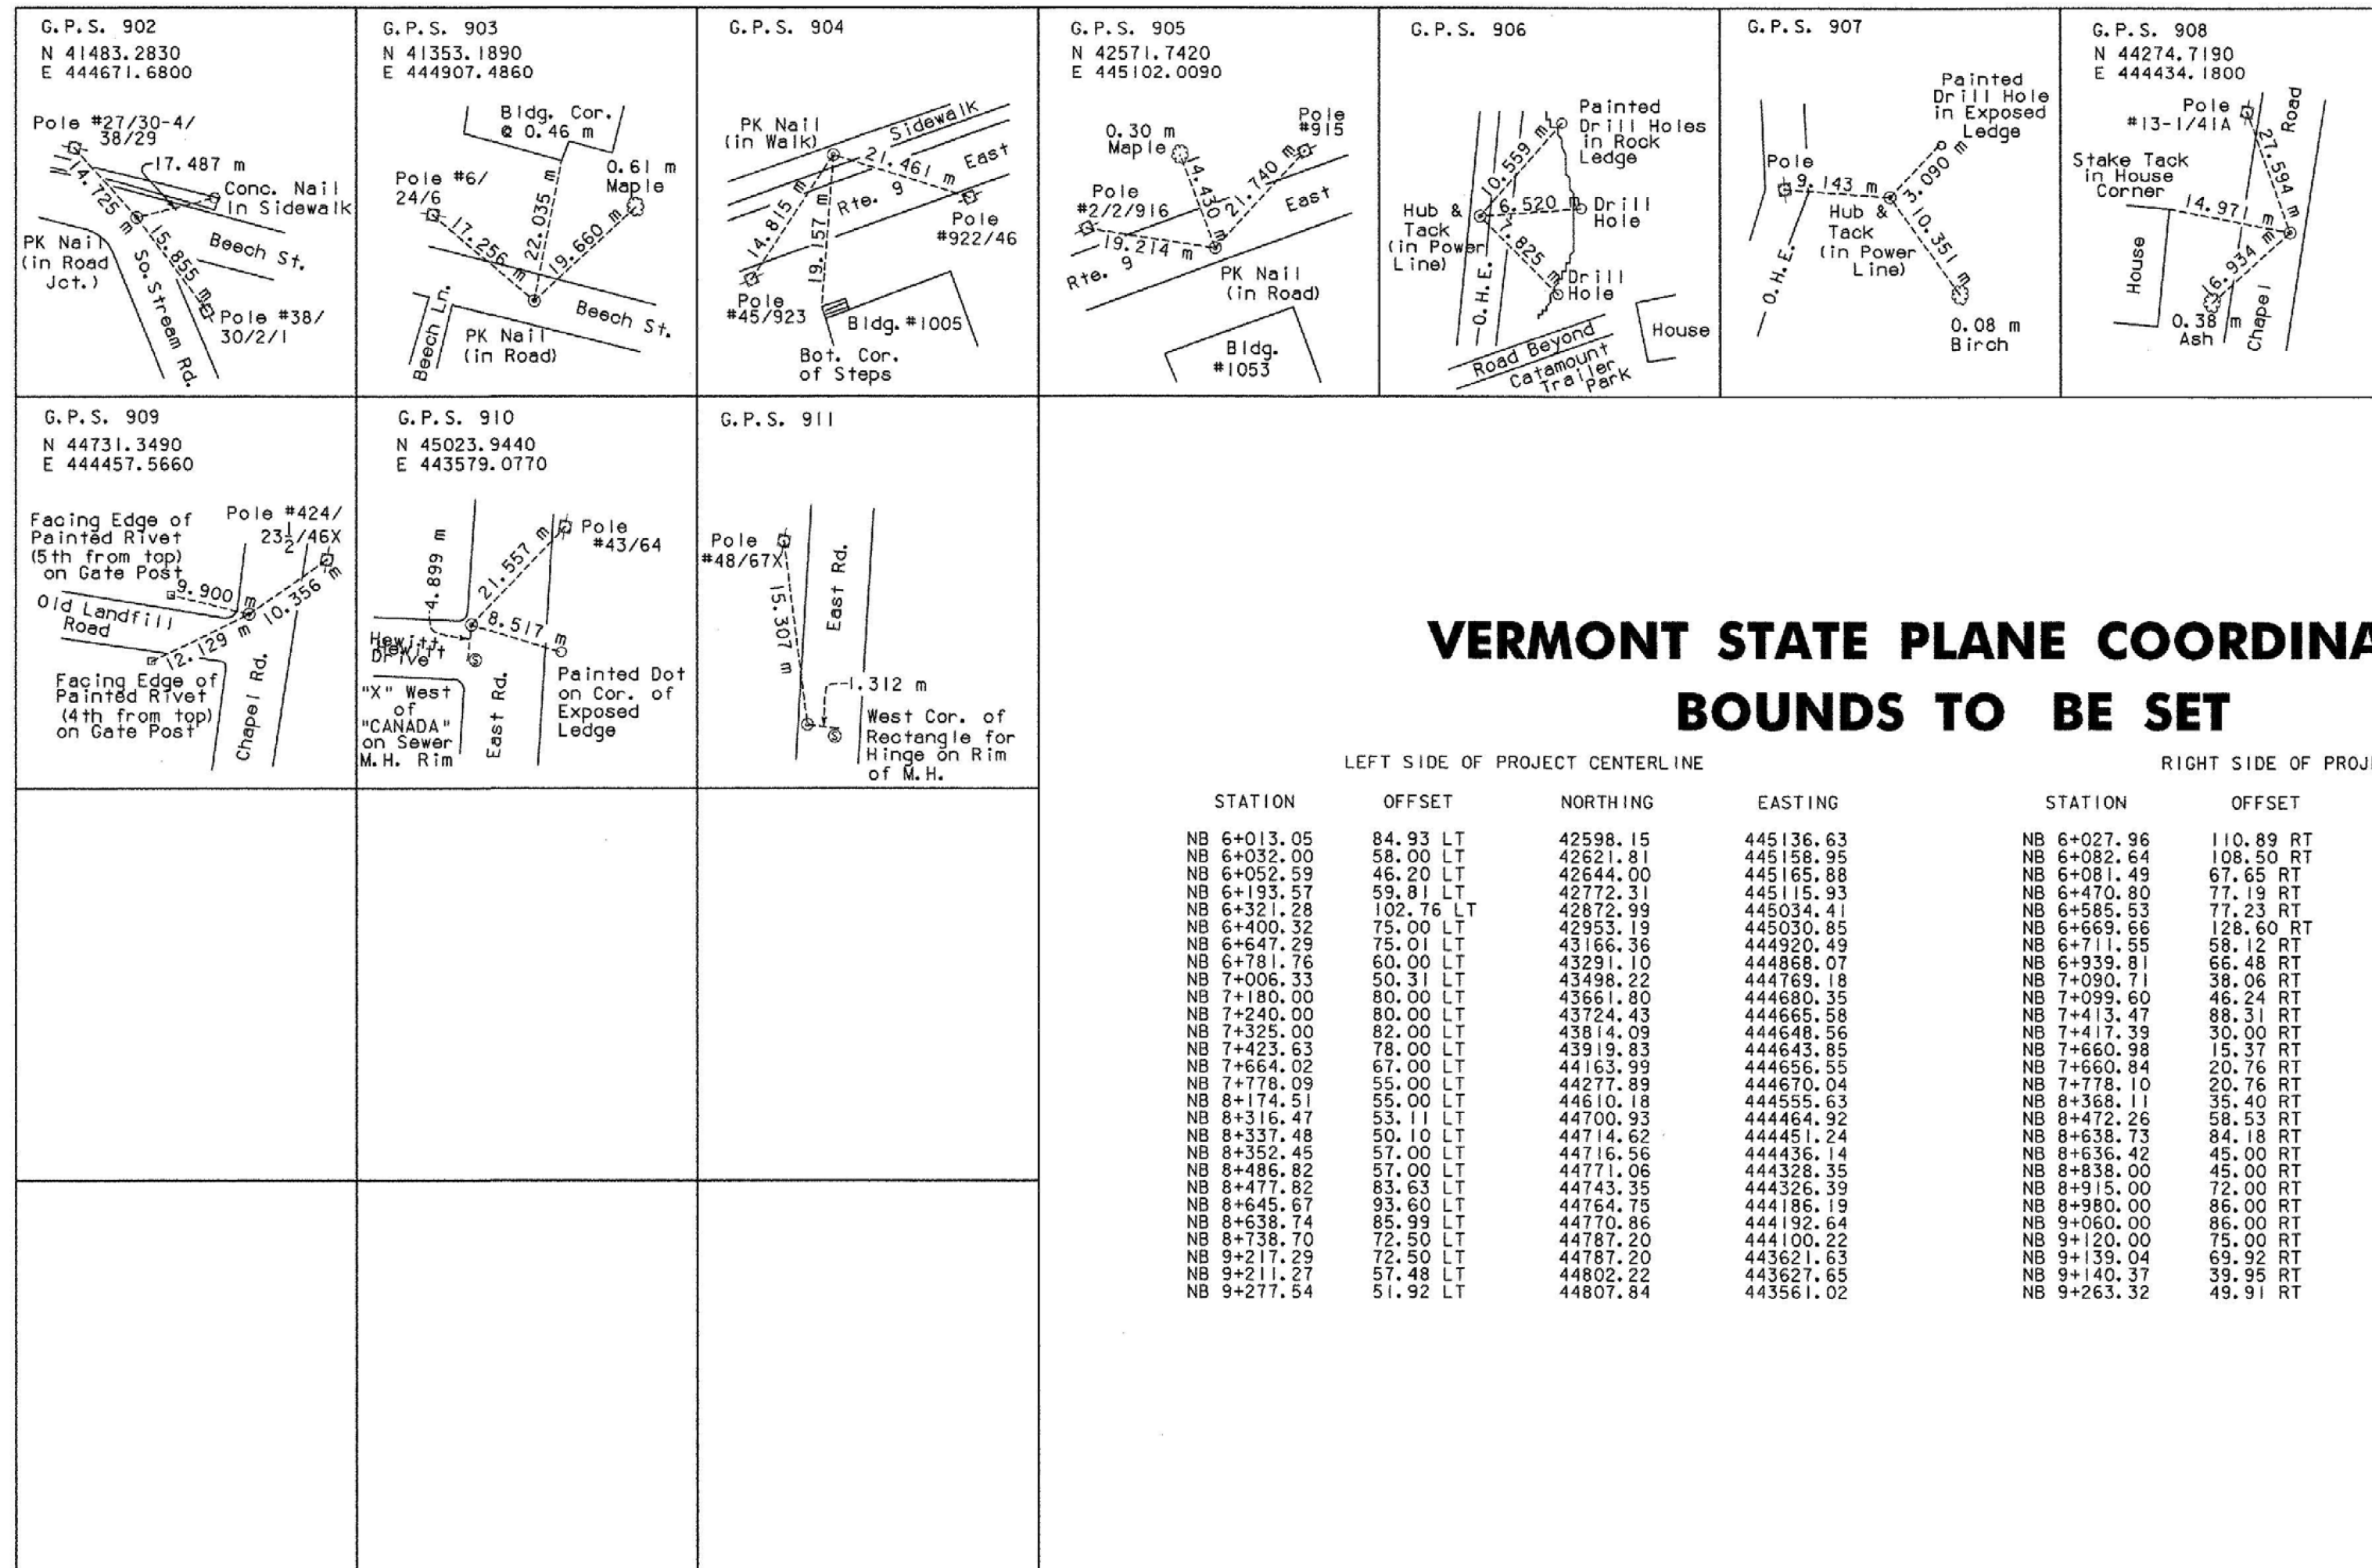 G.P.S. 902
N 41483.2830
E 444671.6800
Pole #27/30-4/
38/29
17.487 m
14.725 m
Conc. Nail
in Sidewalk
15.855 m
PK Nail
(in Road
Jct.)
Beech St.
So. Stream Rd.
Pole #38/
30/2/1
G.P.S. 903
N 41353.1890
E 444907.4860
Bldg. Cor.
@ 0.46 m
Pole #6/
24/6
0.61 m
Maple
17.256 m
22.035 m
19.660 m
Beech Ln.
PK Nail
(in Road)
Beech St.
G.P.S. 904
PK Nail
(in Walk)
Sidewalk
21.461 m
East
Rte. 9
14.815 m
19.157 m
Pole
#922/46
Pole
#45/923
Bldg. #1005
Bot. Cor.
of Steps
G.P.S. 905
N 42571.7420
E 445102.0090
0.30 m
Maple
Pole
#915
14.430 m
21.740 m
Pole
#2/2/916
East
19.214 m
Rte. 9
PK Nail
(in Road)
Bldg.
#1053
G.P.S. 906
Painted
Drill Holes
in Rock
Ledge
10.559 m
6.520 m
Drill
Hole
Hub &
Tack
(in Power
Line)
7.825 m
Drill
Hole
O.H.E.
House
Road Beyond
Catamount
Trailer
Park
G.P.S. 907
Painted
Drill Hole
in Exposed
Ledge
Pole
9.143 m
3.090 m
Hub &
Tack
(in Power
Line)
10.351 m
O.H.E.
0.08 m
Birch
G.P.S. 908
N 44274.7190
E 444434.1800
Pole
#13-1/41A
Road
27.594 m
Stake Tack
in House
Corner
14.971 m
House
6.934 m
0.38 m
Ash
Chapel
G.P.S. 909
N 44731.3490
E 444457.5660
Facing Edge of
Painted Rivet
(5th from top)
on Gate Post
Pole #424/
23 1/2/46X
9.900 m
10.356 m
Old Landfill
Road
12.129 m
Facing Edge of
Painted Rivet
(4th from top)
on Gate Post
Chapel Rd.
G.P.S. 910
N 45023.9440
E 443579.0770
4.899 m
21.557 m
Pole
#43/64
8.517 m
Hewitt
Hewitt
Drive
"X" West
of
"CANADA"
on Sewer
M.H. Rim
S
East Rd.
Painted Dot
on Cor. of
Exposed
Ledge
G.P.S. 911
Pole
#48/67X
15.307 m
East Rd.
1.312 m
S
West Cor. of
Rectangle for
Hinge on Rim
of M.H.
VERMONT STATE PLANE COORDINA
BOUNDS TO BE SET
LEFT SIDE OF PROJECT CENTERLINE
STATION OFFSET NORTHING EASTING
NB 6+013.05 84.93 LT 42598.15 445136.63
NB 6+032.00 58.00 LT 42621.81 445158.95
NB 6+052.59 46.20 LT 42644.00 445165.88
NB 6+193.57 59.81 LT 42772.31 445115.93
NB 6+321.28 102.76 LT 42872.99 445034.41
NB 6+400.32 75.00 LT 42953.19 445030.85
NB 6+647.29 75.01 LT 43166.36 444920.49
NB 6+781.76 60.00 LT 43291.10 444868.07
NB 7+006.33 50.31 LT 43498.22 444769.18
NB 7+180.00 80.00 LT 43661.80 444680.35
NB 7+240.00 80.00 LT 43724.43 444665.58
NB 7+325.00 82.00 LT 43814.09 444648.56
NB 7+423.63 78.00 LT 43919.83 444643.85
NB 7+664.02 67.00 LT 44163.99 444656.55
NB 7+778.09 55.00 LT 44277.89 444670.04
NB 8+174.51 55.00 LT 44610.18 444555.63
NB 8+316.47 53.11 LT 44700.93 444464.92
NB 8+337.48 50.10 LT 44714.62 444451.24
NB 8+352.45 57.00 LT 44716.56 444436.14
NB 8+486.82 57.00 LT 44771.06 444328.35
NB 8+477.82 83.63 LT 44743.35 444326.39
NB 8+645.67 93.60 LT 44764.75 444186.19
NB 8+638.74 85.99 LT 44770.86 444192.64
NB 8+738.70 72.50 LT 44787.20 444100.22
NB 9+217.29 72.50 LT 44787.20 443621.63
NB 9+211.27 57.48 LT 44802.22 443627.65
NB 9+277.54 51.92 LT 44807.84 443561.02
RIGHT SIDE OF PROJ
STATION OFFSET
NB 6+027.96 110.89 RT
NB 6+082.64 108.50 RT
NB 6+081.49 67.65 RT
NB 6+470.80 77.19 RT
NB 6+585.53 77.23 RT
NB 6+669.66 128.60 RT
NB 6+711.55 58.12 RT
NB 6+939.81 66.48 RT
NB 7+090.71 38.06 RT
NB 7+099.60 46.24 RT
NB 7+413.47 88.31 RT
NB 7+417.39 30.00 RT
NB 7+660.98 15.37 RT
NB 7+660.84 20.76 RT
NB 7+778.10 20.76 RT
NB 8+368.11 35.40 RT
NB 8+472.26 58.53 RT
NB 8+638.73 84.18 RT
NB 8+636.42 45.00 RT
NB 8+838.00 45.00 RT
NB 8+915.00 72.00 RT
NB 8+980.00 86.00 RT
NB 9+060.00 86.00 RT
NB 9+120.00 75.00 RT
NB 9+139.04 69.92 RT
NB 9+140.37 39.95 RT
NB 9+263.32 49.91 RT